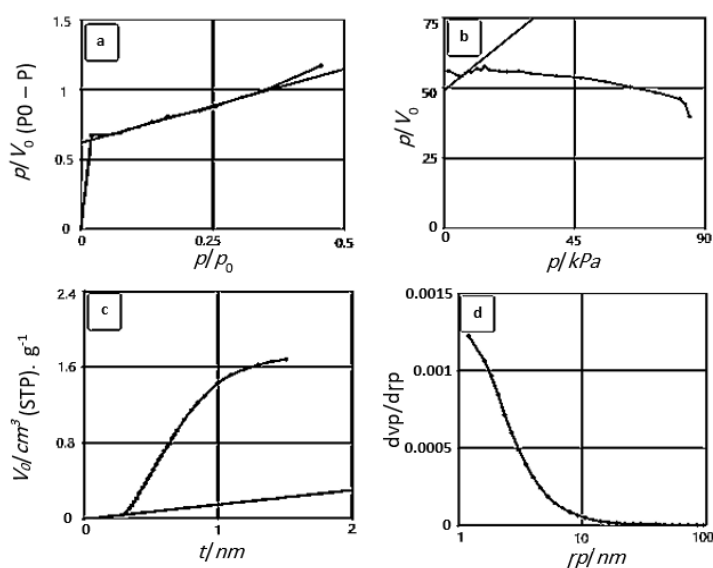 a
1.5
1
0.5
0
0
0.25
0.5
p/V₀ (P0 – P)
p/p₀
b
75
50
25
0
0
45
90
p/V₀
p/kPa
c
2.4
1.6
0.8
0
0
1
2
V₀/cm³ (STP). g⁻¹
t/nm
d
0.0015
0.001
0.0005
0
1
10
100
dvp/drp
rp/nm